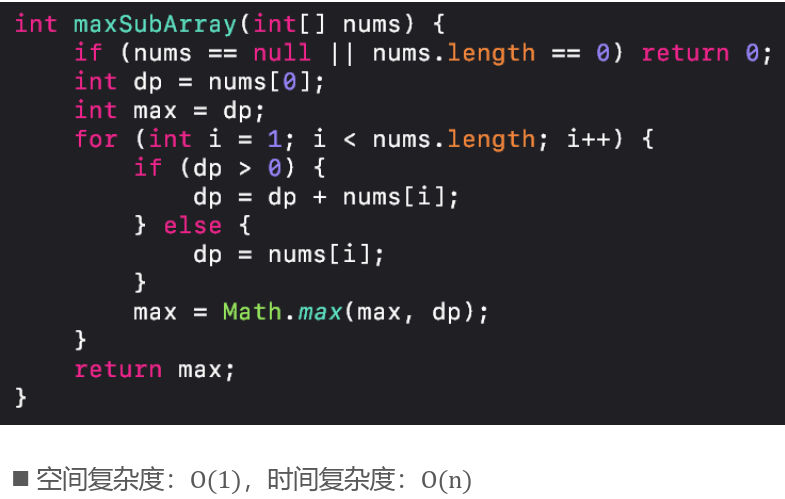 int maxSubArray(int[] nums) {
    if (nums == null || nums.length == 0) return 0;
    int dp = nums[0];
    int max = dp;
    for (int i = 1; i < nums.length; i++) {
        if (dp > 0) {
            dp = dp + nums[i];
        } else {
            dp = nums[i];
        }
        max = Math.max(max, dp);
    }
    return max;
}
■ 空间复杂度：O(1)，时间复杂度：O(n)